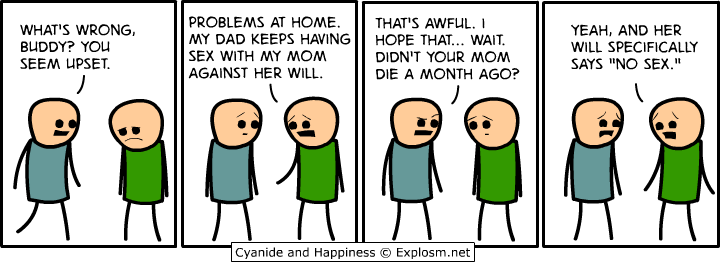 WHAT'S WRONG,
BUDDY? YOU
SEEM UPSET.
PROBLEMS AT HOME.
MY DAD KEEPS HAVING
SEX WITH MY MOM
AGAINST HER WILL.
THAT'S AWFUL. I
HOPE THAT... WAIT.
DIDN'T YOUR MOM
DIE A MONTH AGO?
YEAH, AND HER
WILL SPECIFICALLY
SAYS "NO SEX."
Cyanide and Happiness © Explosm.net